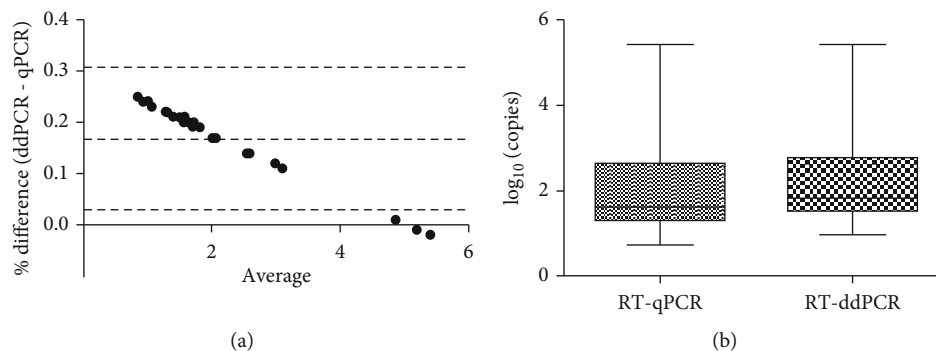 0.4
0.3
0.2
0.1
0.0
% difference (ddPCR - qPCR)
2
4
6
Average
(a)
6
4
2
0
log10 (copies)
RT-qPCR
RT-ddPCR
(b)